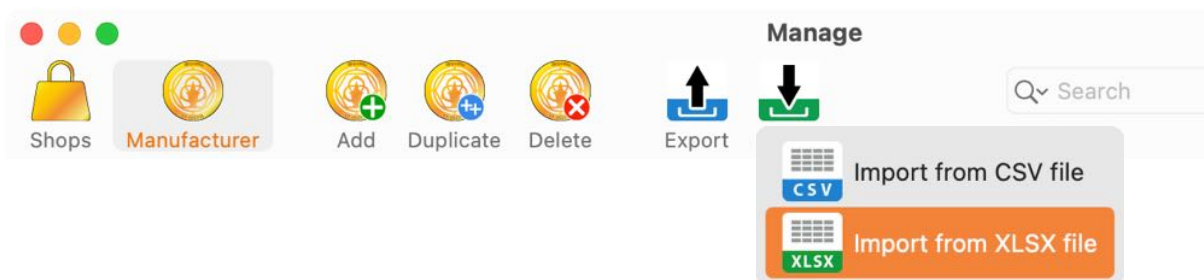 Manage
Search
Shops
Manufacturer
Add
Duplicate
Delete
Export
CSV
Import from CSV file
XLSX
Import from XLSX file